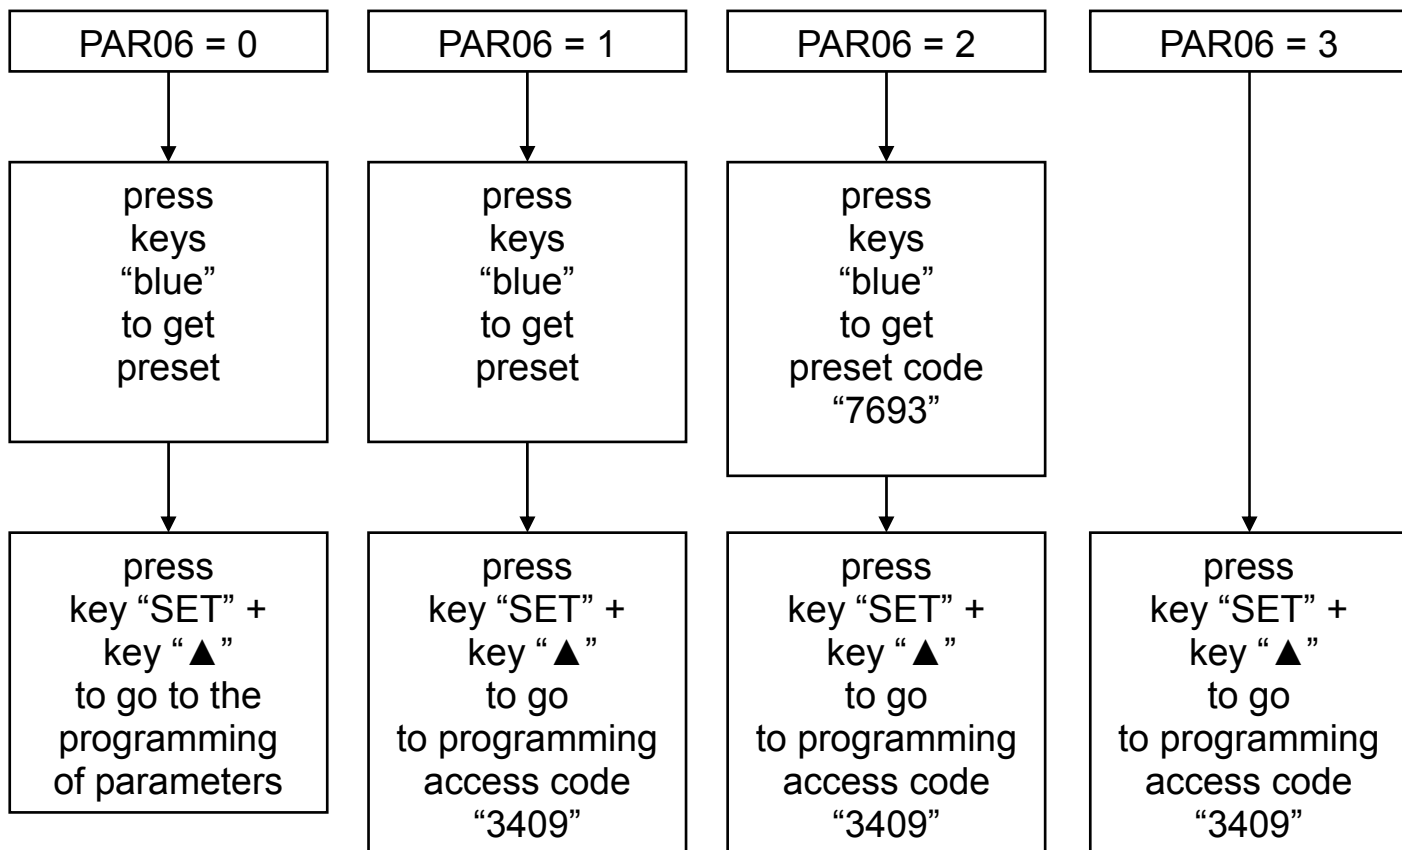 PAR06 = 0
PAR06 = 1
PAR06 = 2
PAR06 = 3
press
keys
“blue”
to get
preset
press
keys
“blue”
to get
preset
press
keys
“blue”
to get
preset code
“7693”
press
key “SET” +
key “▲”
to go to the
programming
of parameters
press
key “SET” +
key “▲”
to go
to programming
access code
“3409”
press
key “SET” +
key “▲”
to go
to programming
access code
“3409”
press
key “SET” +
key “▲”
to go
to programming
access code
“3409”